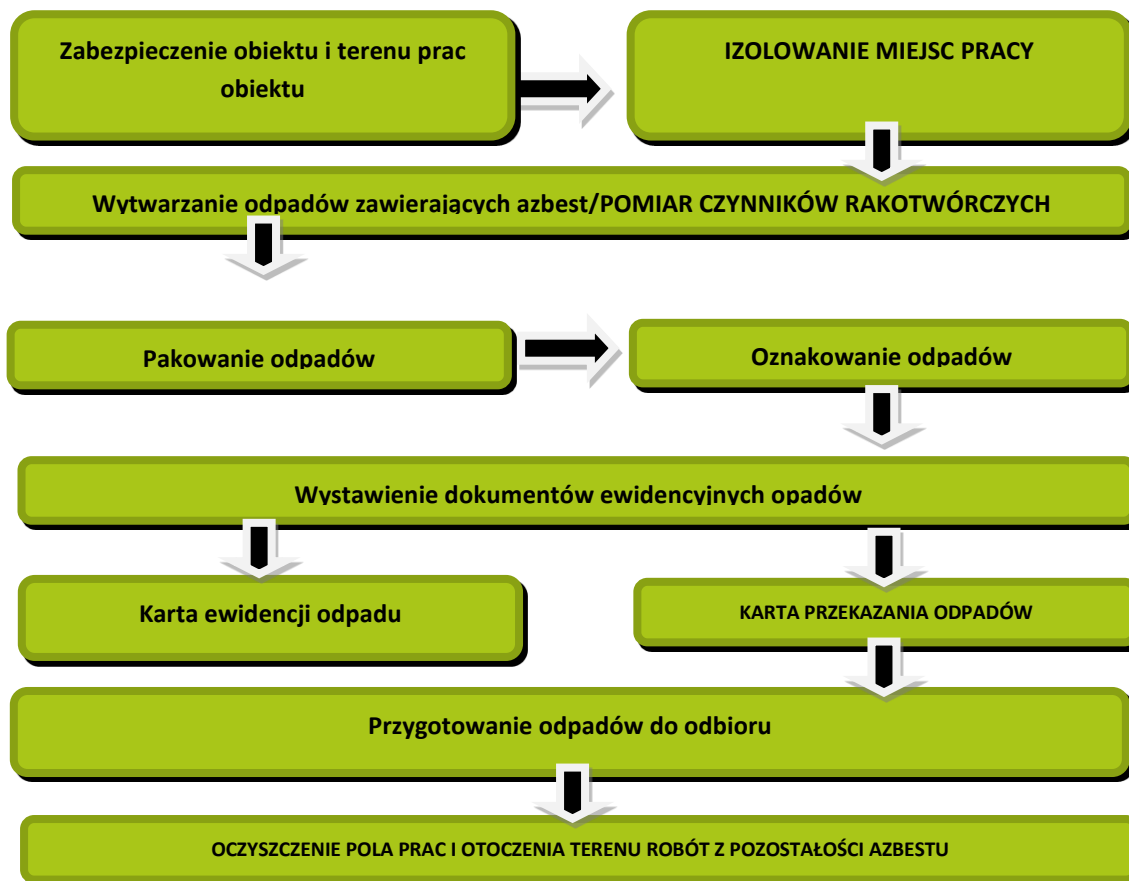 Zabezpieczenie obiektu i terenu prac
obiektu
IZOLOWANIE MIEJSC PRACY
Wytwarzanie odpadów zawierających azbest/POMIAR CZYNNIKÓW RAKOTWÓRCZYCH
Pakowanie odpadów
Oznakowanie odpadów
Wystawienie dokumentów ewidencyjnych opadów
Karta ewidencji odpadu
KARTA PRZEKAZANIA ODPADÓW
Przygotowanie odpadów do odbioru
OCZYSZCZENIE POLA PRAC I OTOCZENIA TERENU ROBÓT Z POZOSTAŁOŚCI AZBESTU